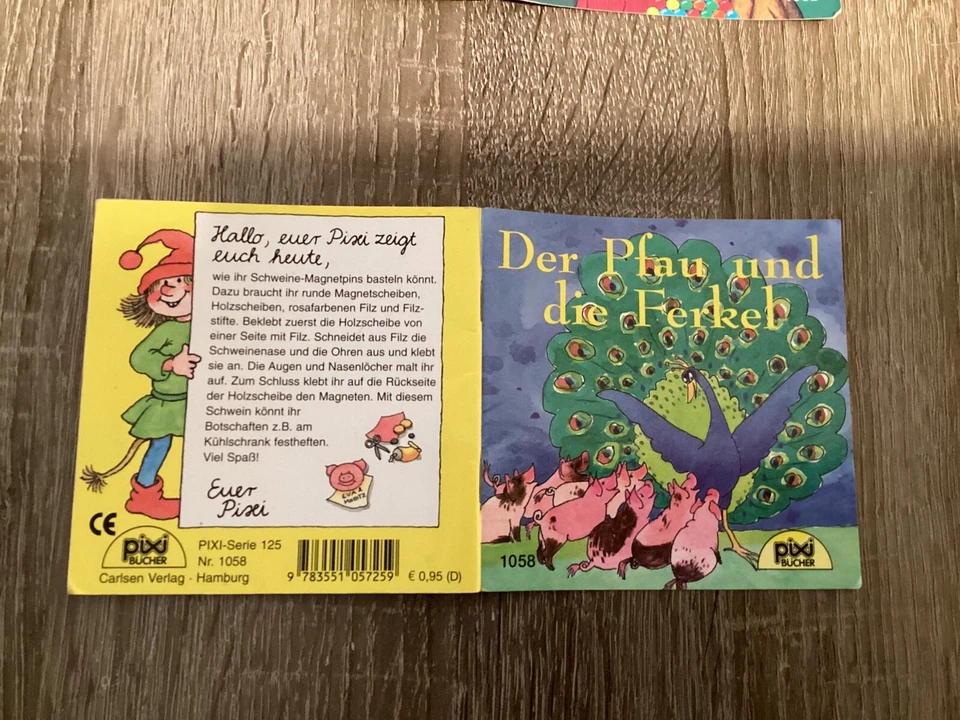 Hallo, euer Pixi zeigt
euch heute,
wie ihr Schweine-Magnetpins basteln könnt.
Dazu braucht ihr runde Magnetscheiben,
Holzscheiben, rosafarbenen Filz und Filz-
stifte. Beklebt zuerst die Holzscheibe von
einer Seite mit Filz. Schneidet aus Filz die
Schweinenase und die Ohren aus und klebt
sie an. Die Augen und Nasenlöcher malt ihr
auf. Zum Schluss klebt ihr auf die Rückseite
der Holzscheibe den Magneten. Mit diesem
Schwein könnt ihr
Botschaften z.B. am
Kühlschrank festheften.
Viel Spaß!
Euer
Pixi
CE
pixi
BÜCHER
PIXI-Serie 125
Nr. 1058
Carlsen Verlag · Hamburg
9 783551 057259
€ 0,95 (D)
Der Pfau und
die Ferkel
1058
pixi
BÜCHER